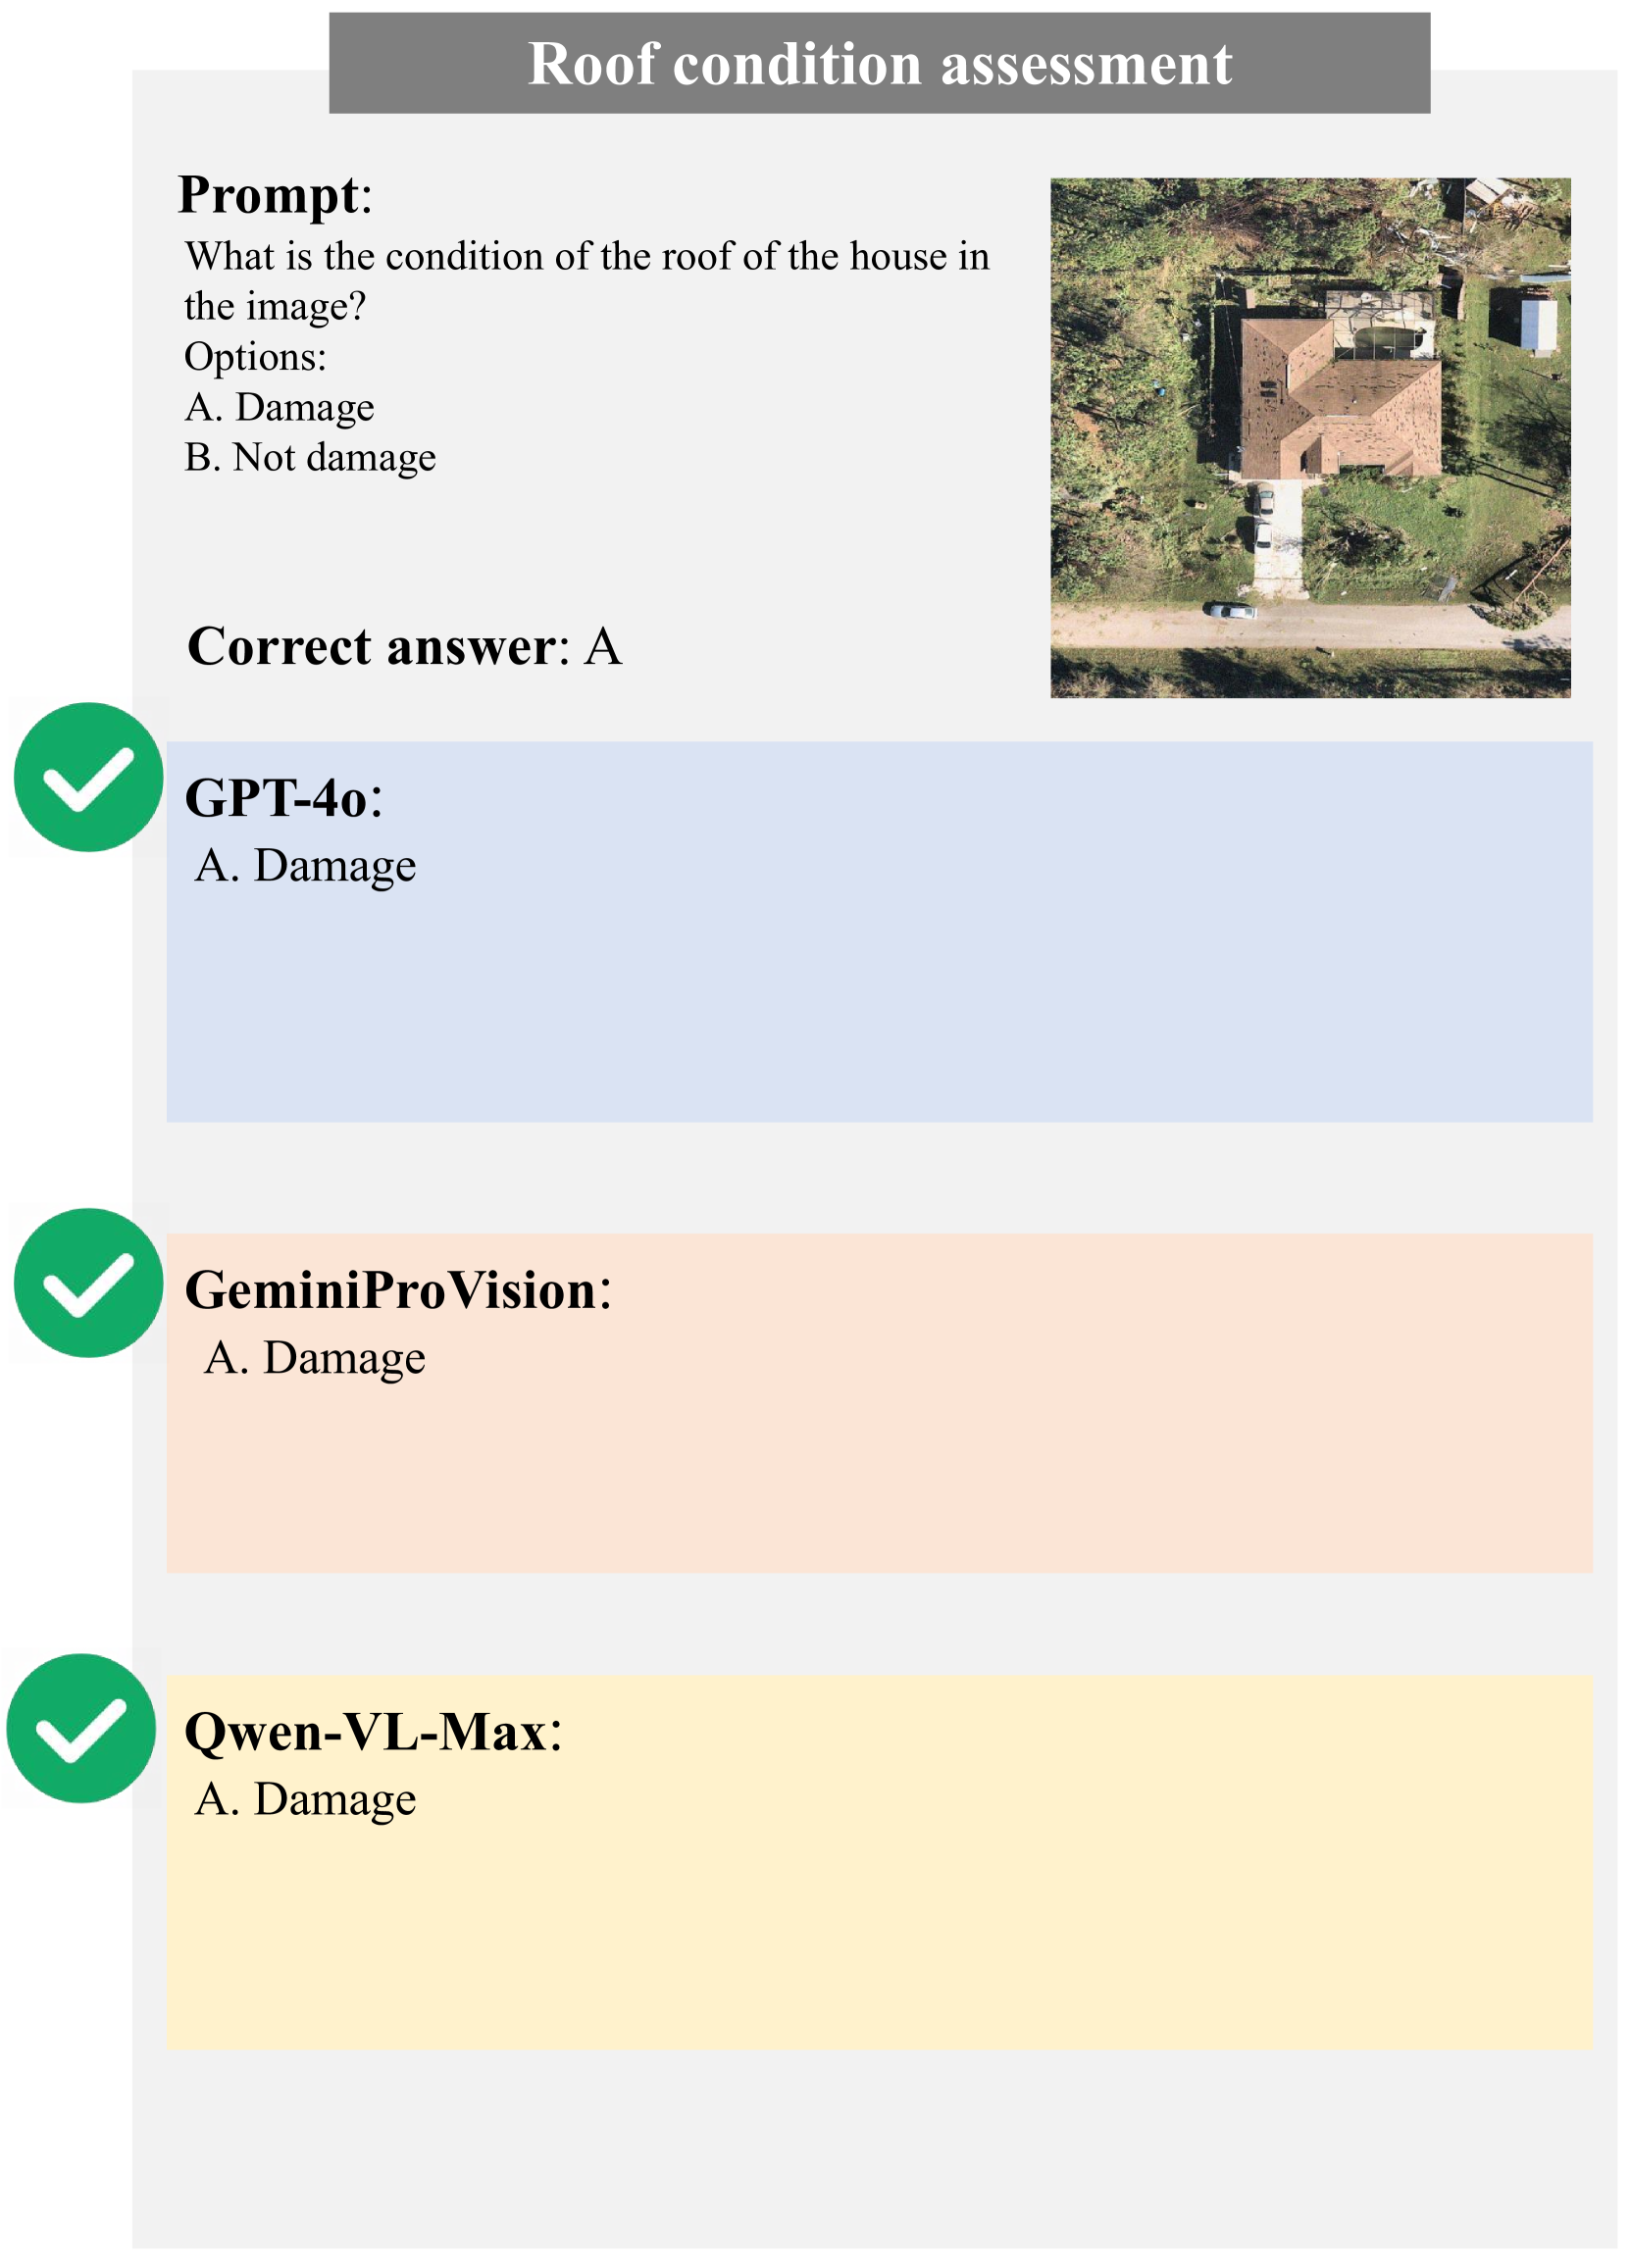 Roof condition assessment
Prompt:
What is the condition of the roof of the house in
the image?
Options:
A. Damage
B. Not damage
Correct answer: A
GPT-4o:
A. Damage
GeminiProVision:
A. Damage
Qwen-VL-Max:
A. Damage